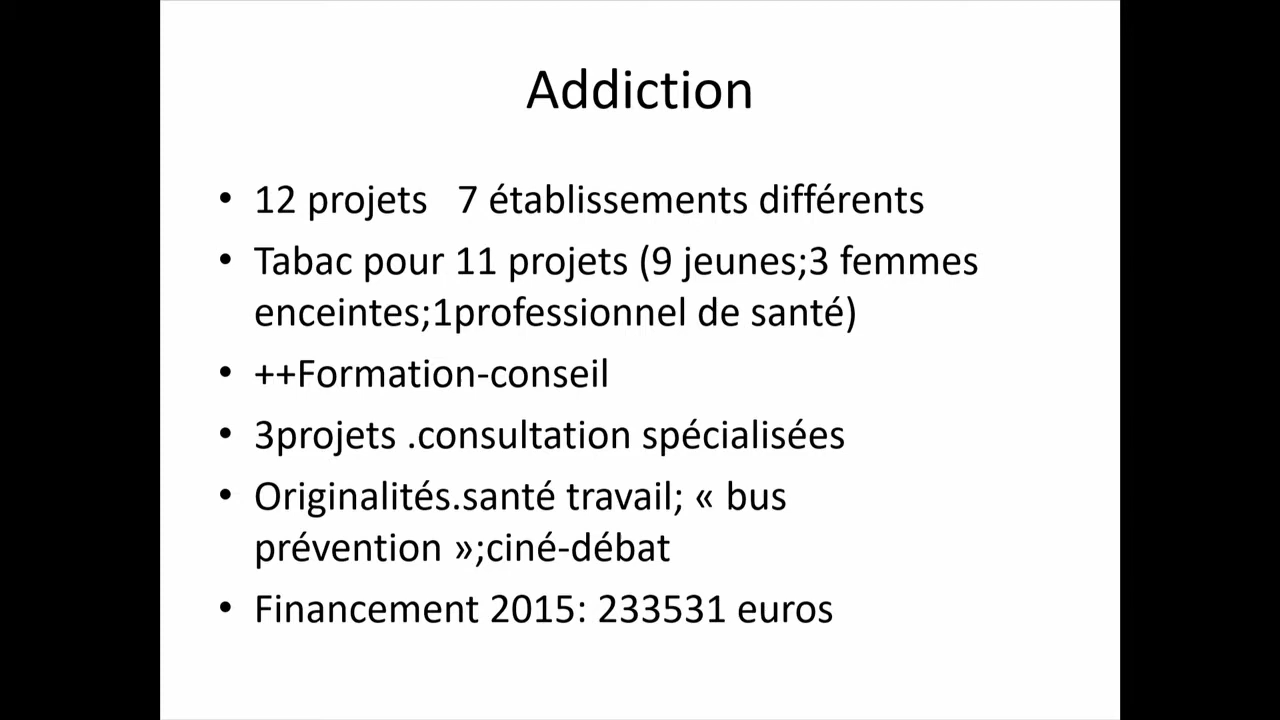 Addiction
• 12 projets   7 établissements différents
• Tabac pour 11 projets (9 jeunes;3 femmes
enceintes;1professionnel de santé)
• ++Formation-conseil
• 3projets .consultation spécialisées
• Originalités.santé travail; « bus
prévention »;ciné-débat
• Financement 2015: 233531 euros